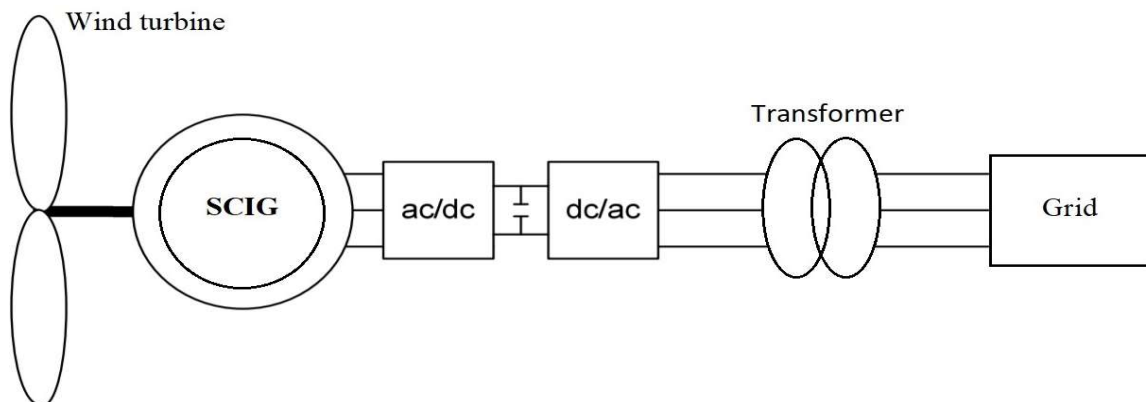 Wind turbine
Transformer
SCIG
ac/dc
dc/ac
Grid